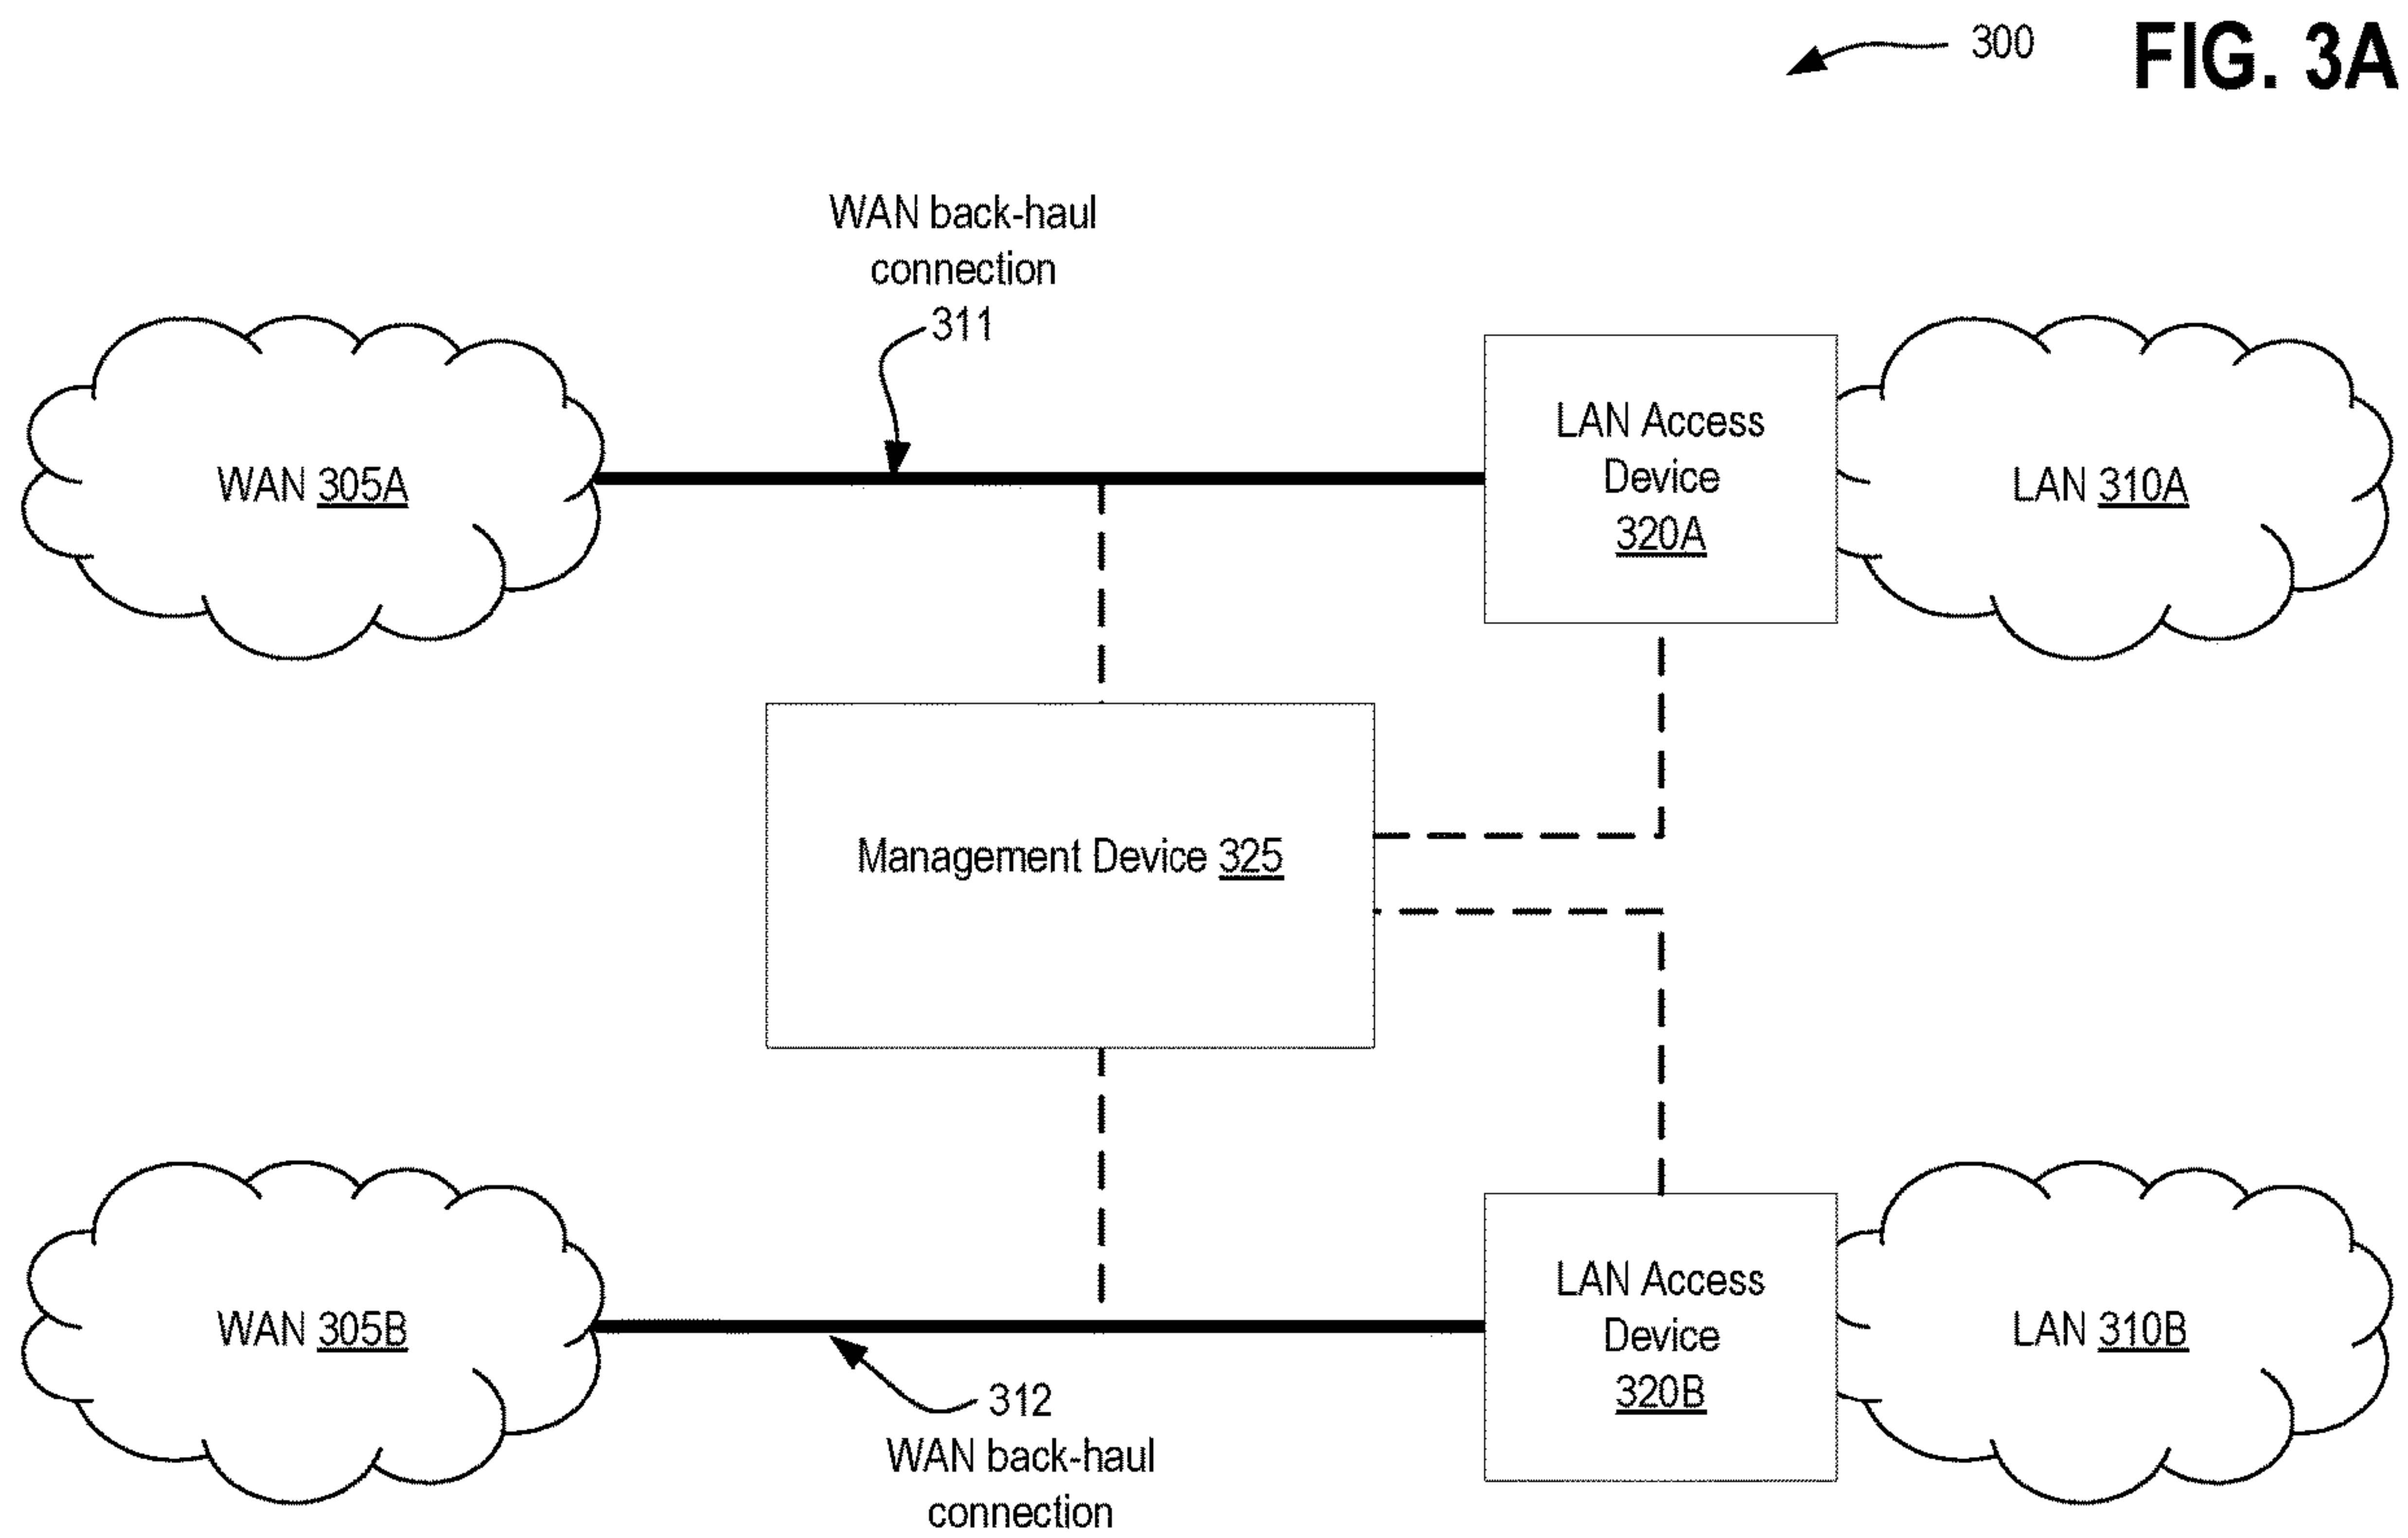 300
FIG. 3A
WAN back-haul
connection
311
WAN 305A
LAN Access
Device
320A
LAN 310A
Management Device 325
WAN 305B
LAN Access
Device
320B
LAN 310B
312
WAN back-haul
connection